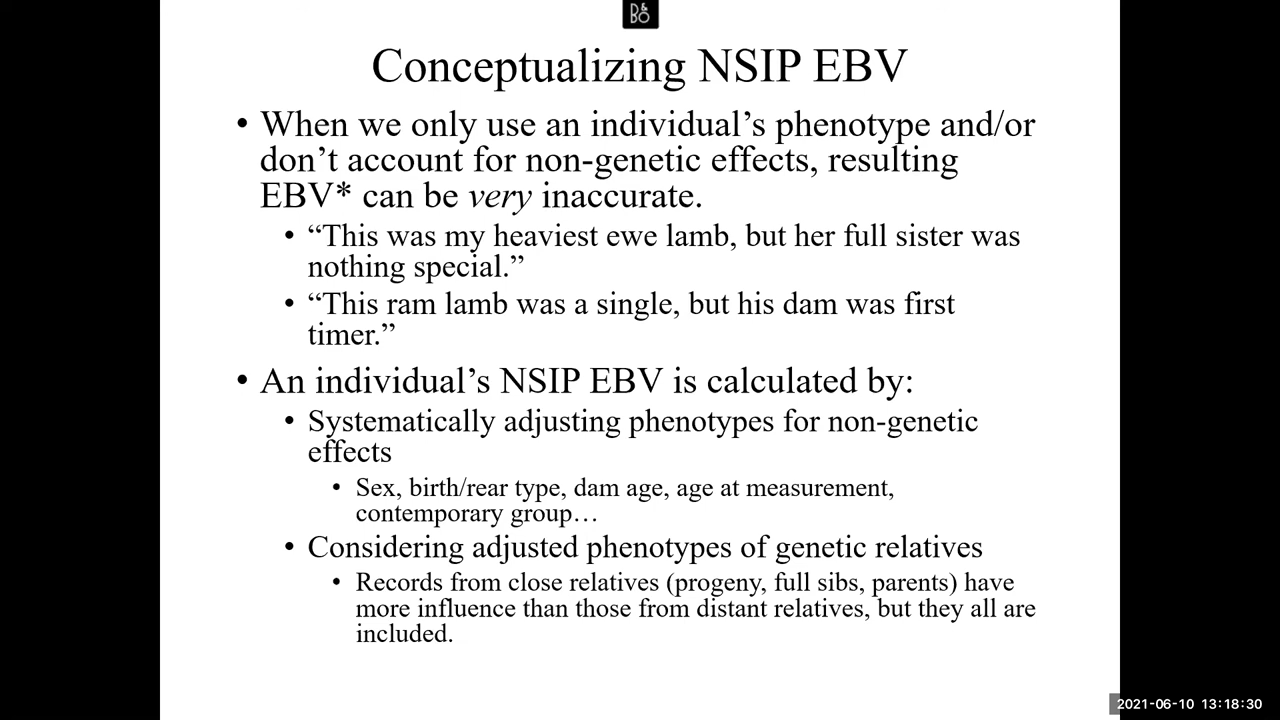 B&O
Conceptualizing NSIP EBV
• When we only use an individual’s phenotype and/or
don’t account for non-genetic effects, resulting
EBV* can be very inaccurate.
• “This was my heaviest ewe lamb, but her full sister was
nothing special.”
• “This ram lamb was a single, but his dam was first
timer.”
• An individual’s NSIP EBV is calculated by:
• Systematically adjusting phenotypes for non-genetic
effects
• Sex, birth/rear type, dam age, age at measurement,
contemporary group…
• Considering adjusted phenotypes of genetic relatives
• Records from close relatives (progeny, full sibs, parents) have
more influence than those from distant relatives, but they all are
included.
2021-06-10 13:18:30